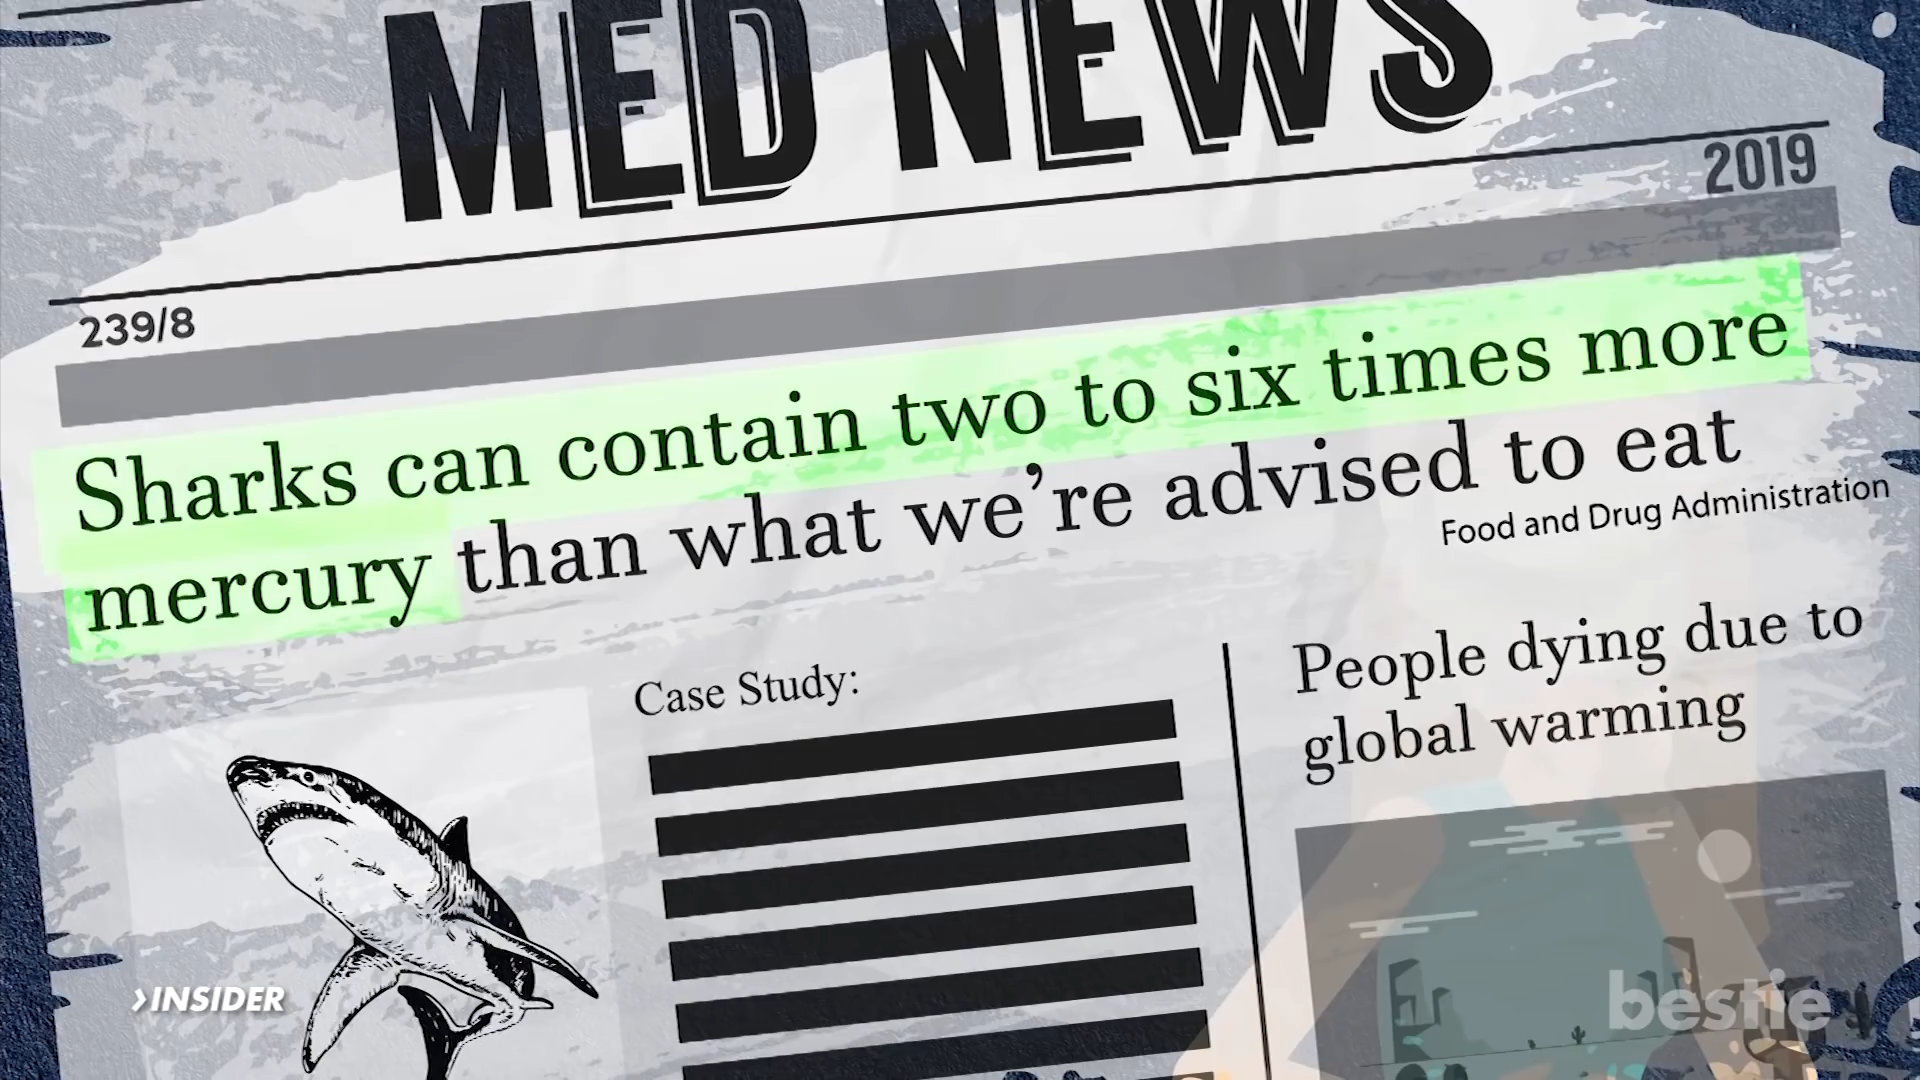 MED NEWS
2019
239/8
Sharks can contain two to six times more
mercury than what we're advised to eat
Food and Drug Administration
Case Study:
People dying due to
global warming
›INSIDER
bestie